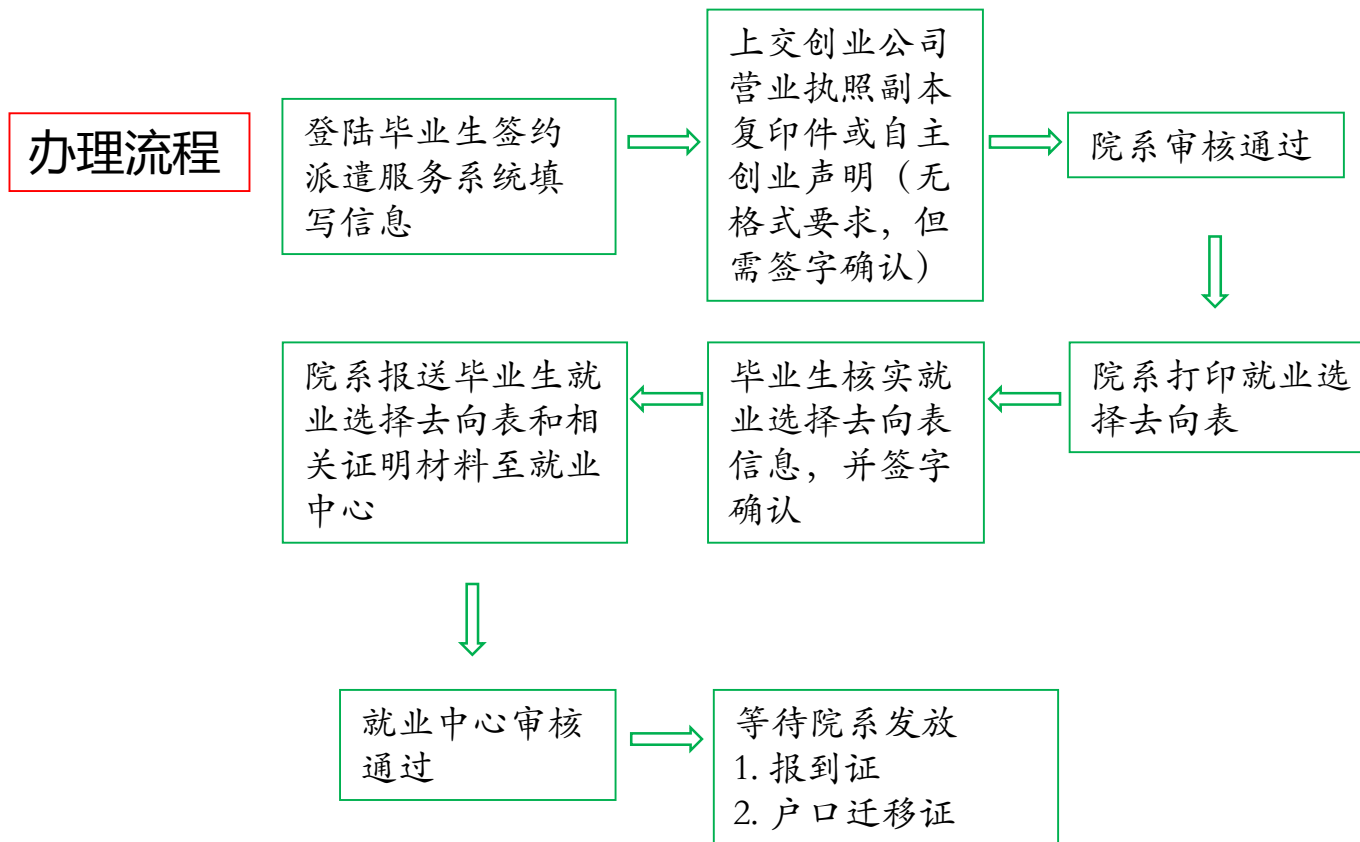 办理流程
登陆毕业生签约
派遣服务系统填
写信息
上交创业公司
营业执照副本
复印件或自主
创业声明（无
格式要求，但
需签字确认）
院系审核通过
院系打印就业选
择去向表
毕业生核实就
业选择去向表
信息，并签字
确认
院系报送毕业生就
业选择去向表和相
关证明材料至就业
中心
就业中心审核
通过
等待院系发放
1. 报到证
2. 户口迁移证